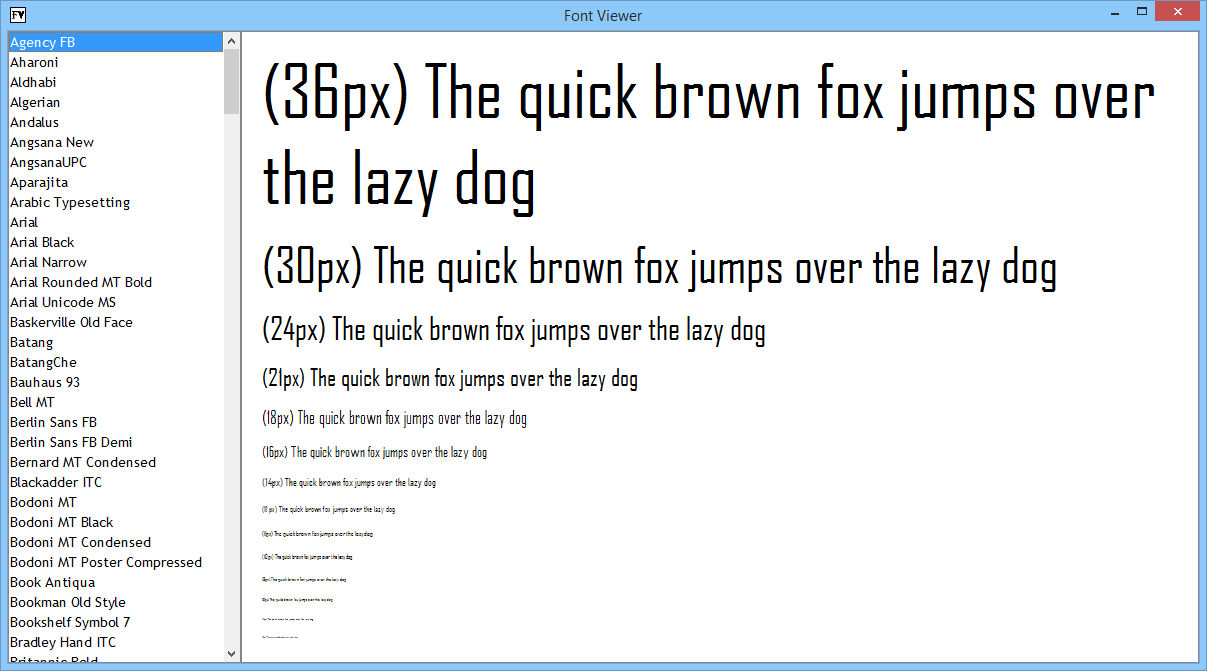 FV
Font Viewer
Agency FB
Aharoni
Aldhabi
Algerian
Andalus
Angsana New
AngsanaUPC
Aparajita
Arabic Typesetting
Arial
Arial Black
Arial Narrow
Arial Rounded MT Bold
Arial Unicode MS
Baskerville Old Face
Batang
BatangChe
Bauhaus 93
Bell MT
Berlin Sans FB
Berlin Sans FB Demi
Bernard MT Condensed
Blackadder ITC
Bodoni MT
Bodoni MT Black
Bodoni MT Condensed
Bodoni MT Poster Compressed
Book Antiqua
Bookman Old Style
Bookshelf Symbol 7
Bradley Hand ITC
Britannic Bold
(36px) The quick brown fox jumps over
the lazy dog
(30px) The quick brown fox jumps over the lazy dog
(24px) The quick brown fox jumps over the lazy dog
(21px) The quick brown fox jumps over the lazy dog
(18px) The quick brown fox jumps over the lazy dog
(16px) The quick brown fox jumps over the lazy dog
(14px) The quick brown fox jumps over the lazy dog
The quick brown fox jumps over the lazy dog
The quick brown fox jumps over the lazy dog
The quick brown fox jumps over the lazy dog
The quick brown fox jumps over the lazy dog
The quick brown fox jumps over the lazy dog